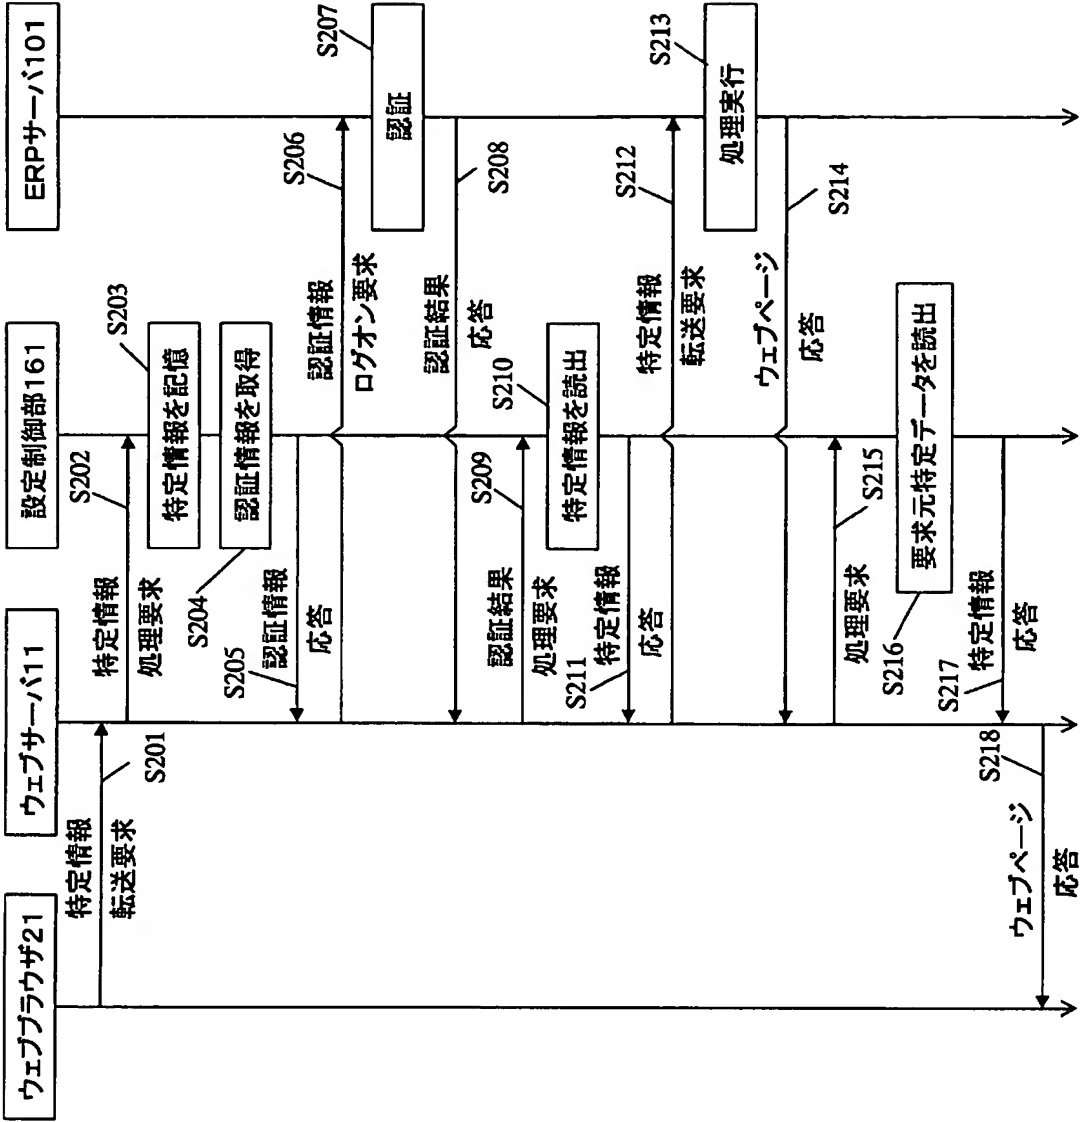 ウェブブラウザ21
ウェブサーバ11
設定制御部161
ERPサーバ101
特定情報
転送要求
S201
特定情報
処理要求
S202
特定情報を記憶
S203
認証情報を取得
S204
認証情報
応答
S205
認証情報
ログオン要求
S206
認証
S207
認証結果
応答
S208
認証結果
処理要求
S209
特定情報を読出
S210
特定情報
応答
S211
特定情報
転送要求
S212
処理実行
S213
ウェブページ
応答
S214
処理要求
S215
要求元特定データを読出
S216
特定情報
応答
S217
ウェブページ
応答
S218